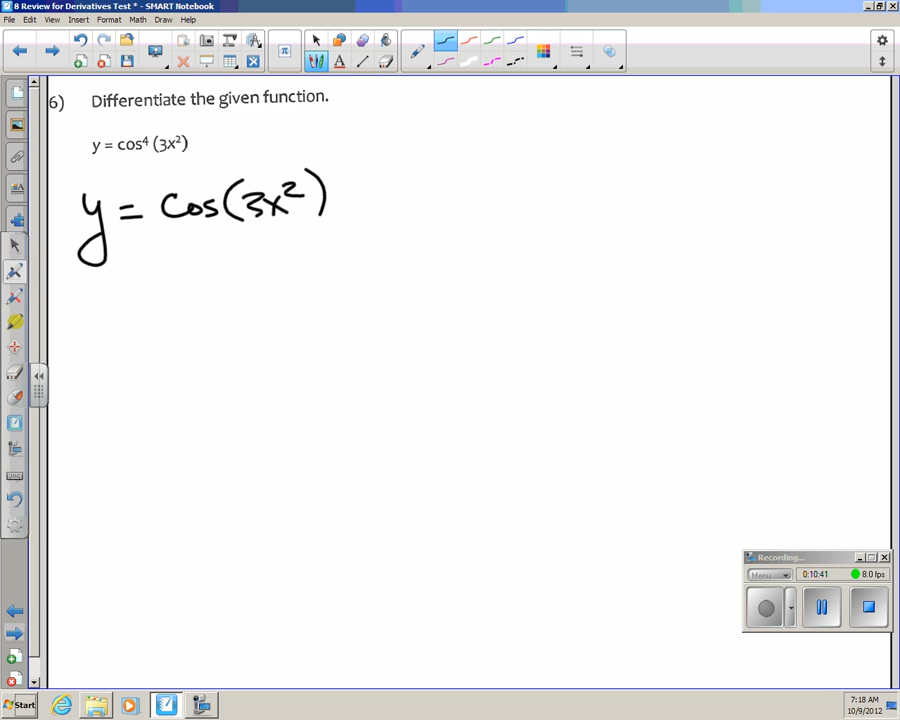 8 Review for Derivatives Test * - SMART Notebook
File Edit View Insert Format Math Draw Help
6) Differentiate the given function.
y = cos⁴ (3x²)
y = cos(3x²)
Recording...
Menu 0:10:41 8.0 fps
Start
7:18 AM
10/9/2012